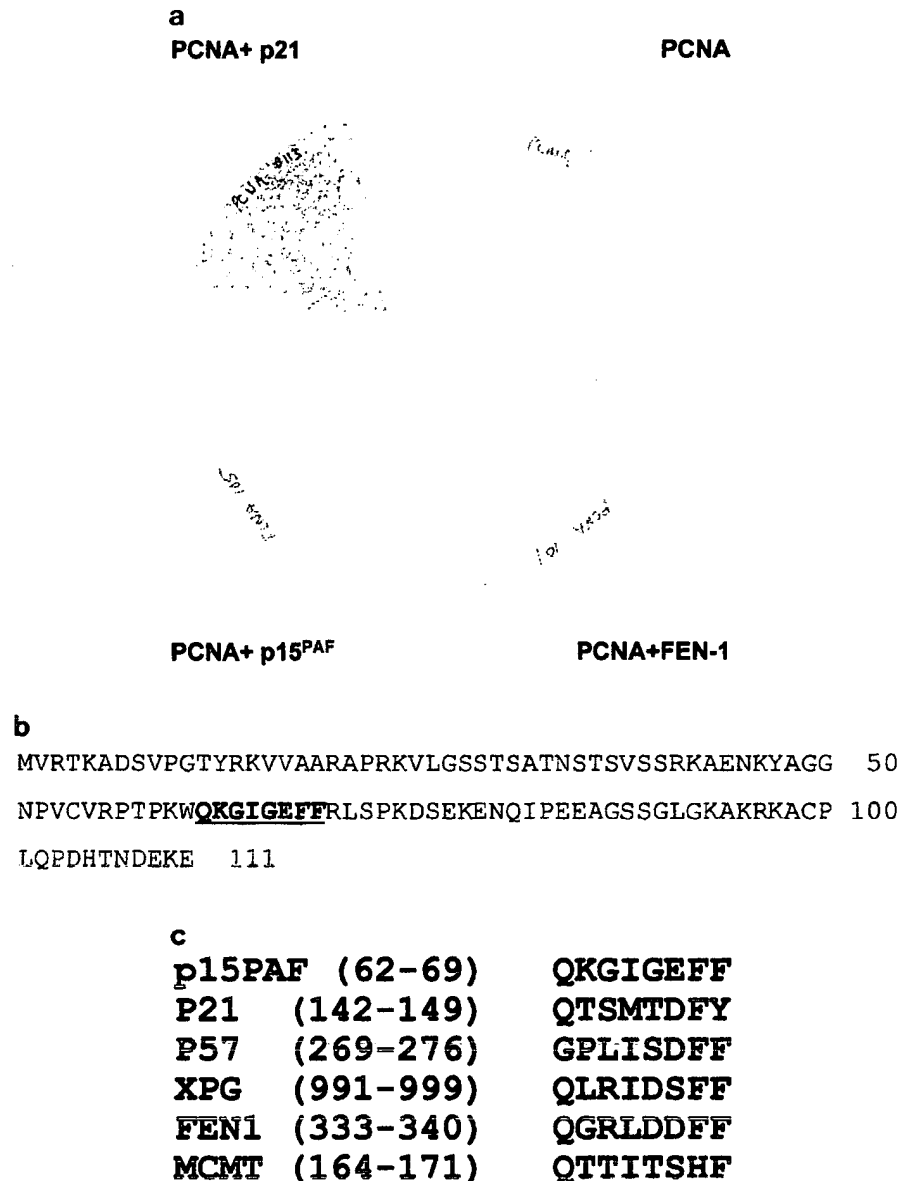 a
PCNA+ p21 PCNA
PCNA
PCNA+ p15PAF PCNA+FEN-1
b
MVRTKADSVPGTYRKVVAARAPRKVLGSSTSATNSTSVSSRKAENKYAGG 50
NPVCVRPTPKWQKGIGEFFRLSPKDSEKENQIPEEAGSSGLGKAKRKACP 100
LQPDHTNDEKE 111
c
p15PAF (62-69) QKGIGEFF
P21 (142-149) QTSMTDFY
P57 (269-276) GPLISDFF
XPG (991-999) QLRIDSFF
FEN1 (333-340) QGRLDDFF
MCMT (164-171) QTTITSHF